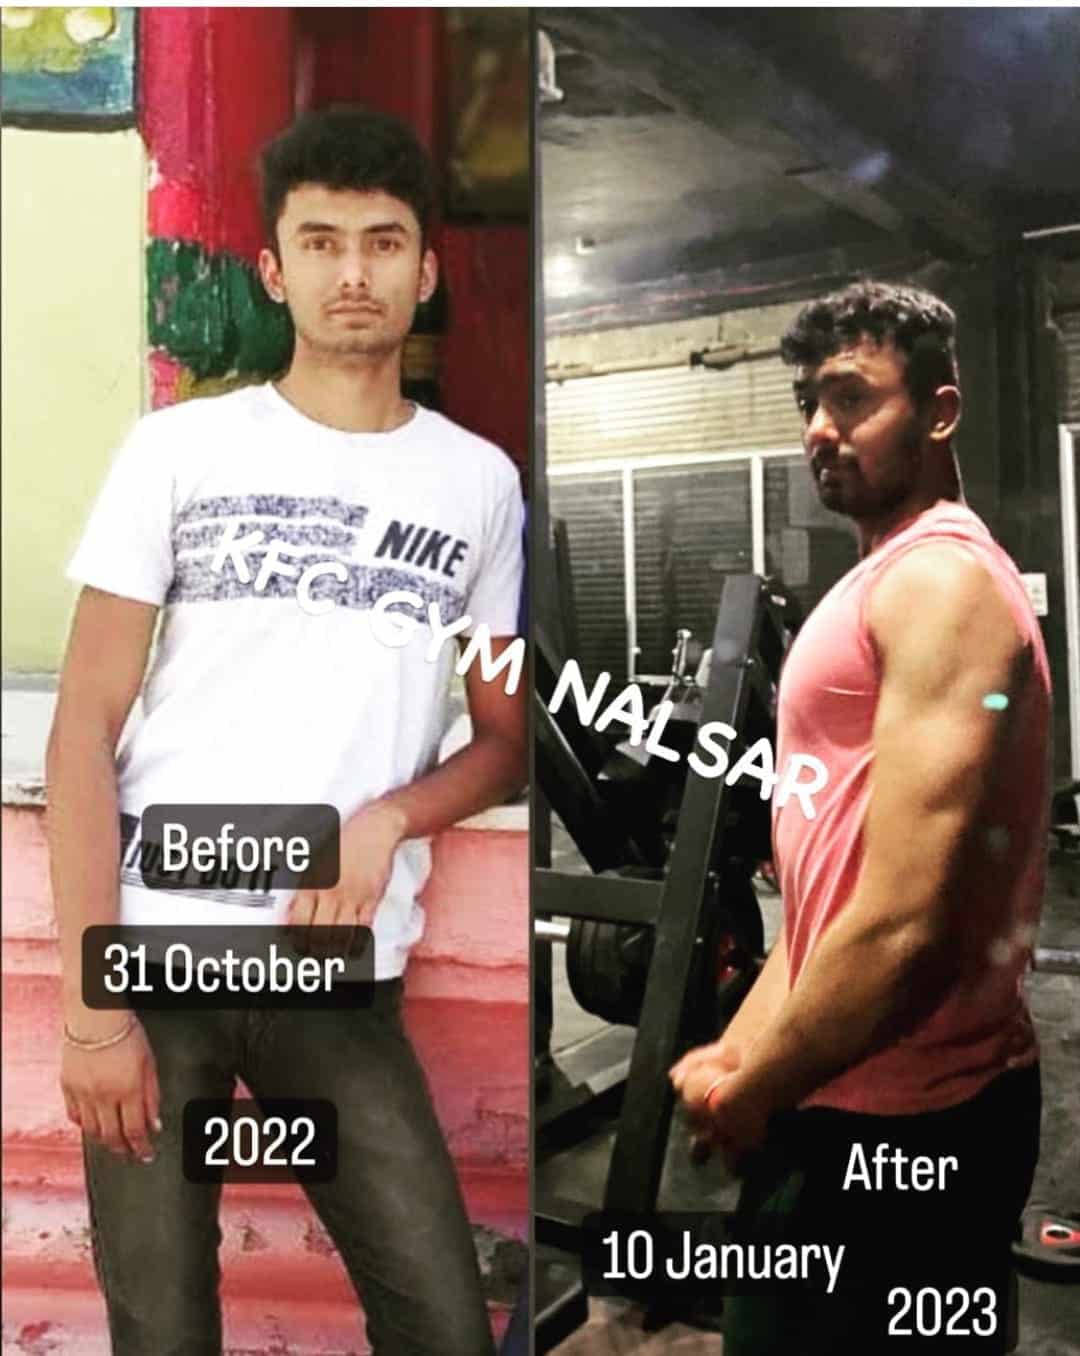 NIKE
KFC GYM NALSAR
Before
31 October
2022
After
10 January
2023